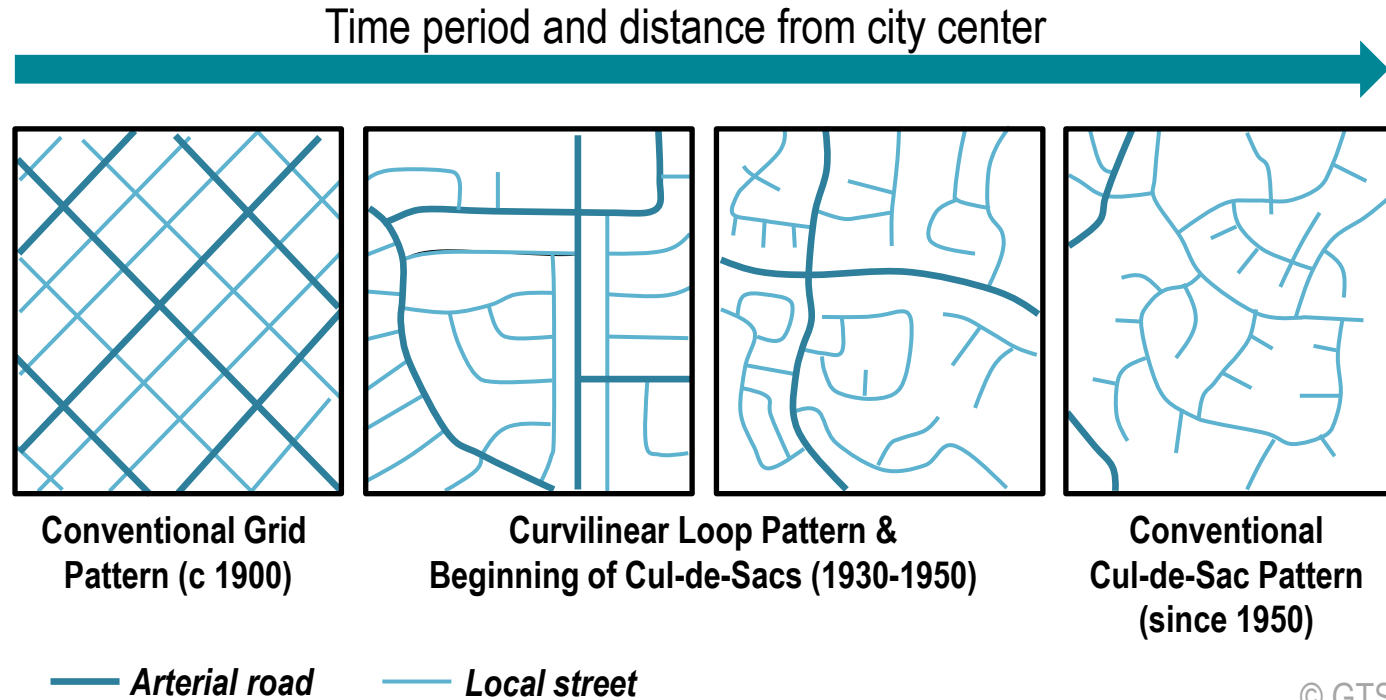 Time period and distance from city center
Conventional Grid
Pattern (c 1900)
Curvilinear Loop Pattern &
Beginning of Cul-de-Sacs (1930-1950)
Conventional
Cul-de-Sac Pattern
(since 1950)
Arterial road
Local street
© GTS